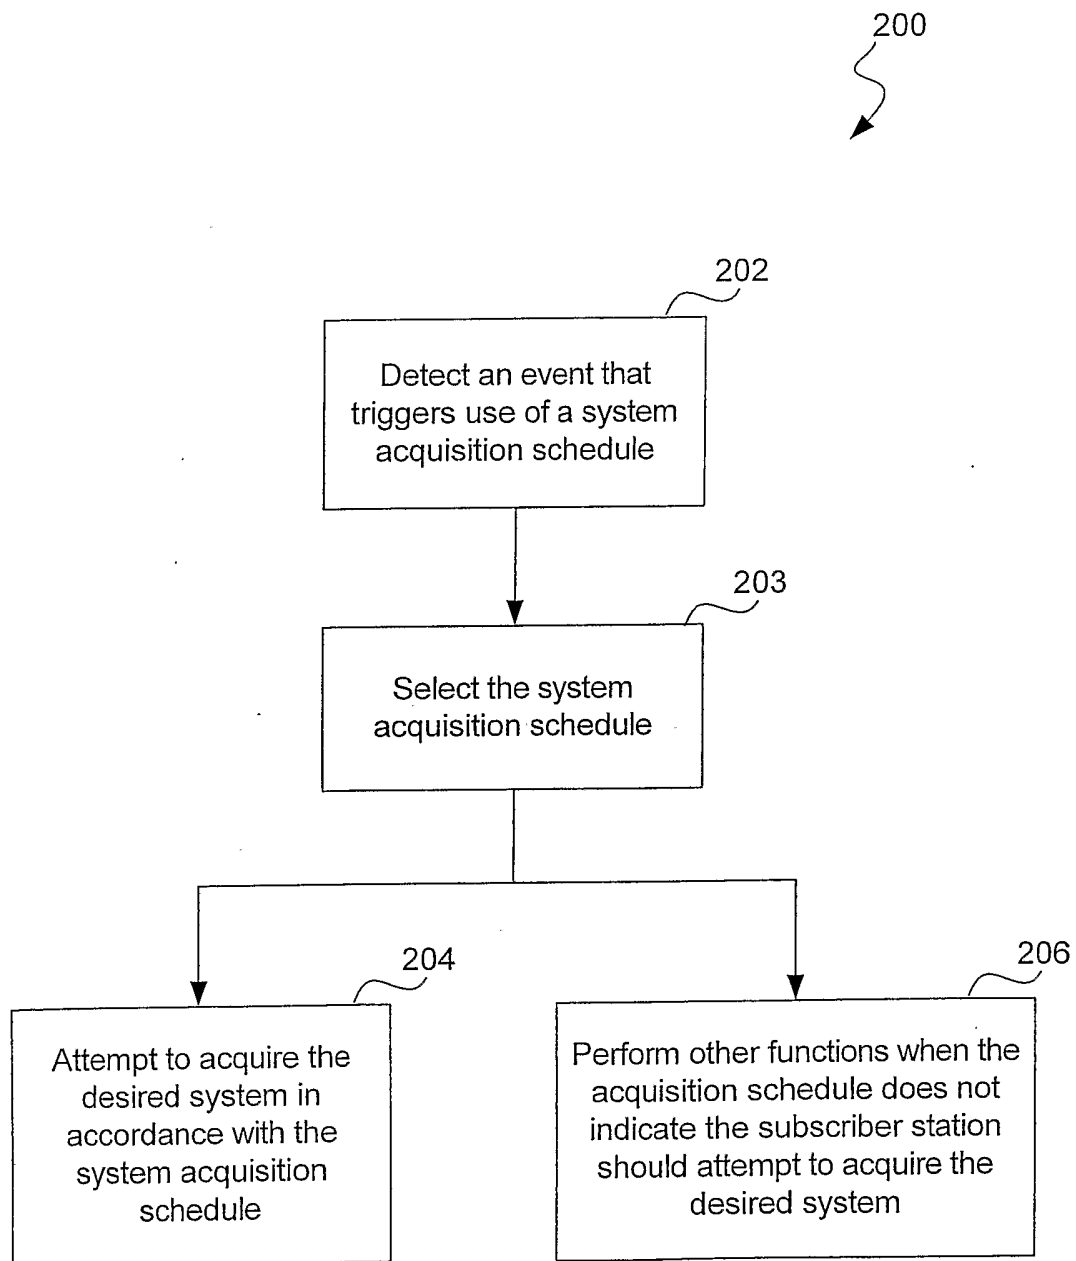 200
202
Detect an event that
triggers use of a system
acquisition schedule
203
Select the system
acquisition schedule
204
Attempt to acquire the
desired system in
accordance with the
system acquisition
schedule
206
Perform other functions when the
acquisition schedule does not
indicate the subscriber station
should attempt to acquire the
desired system